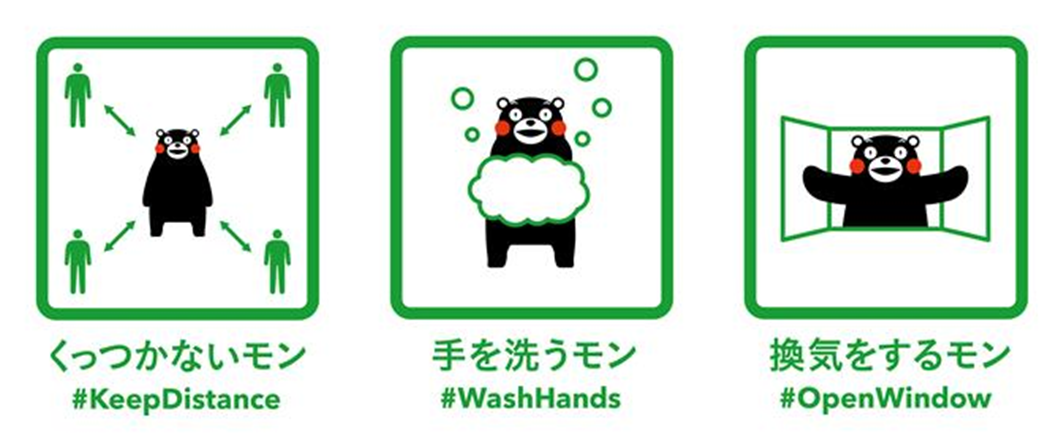 くっつかないモン
#KeepDistance
手を洗うモン
#WashHands
換気をするモン
#OpenWindow